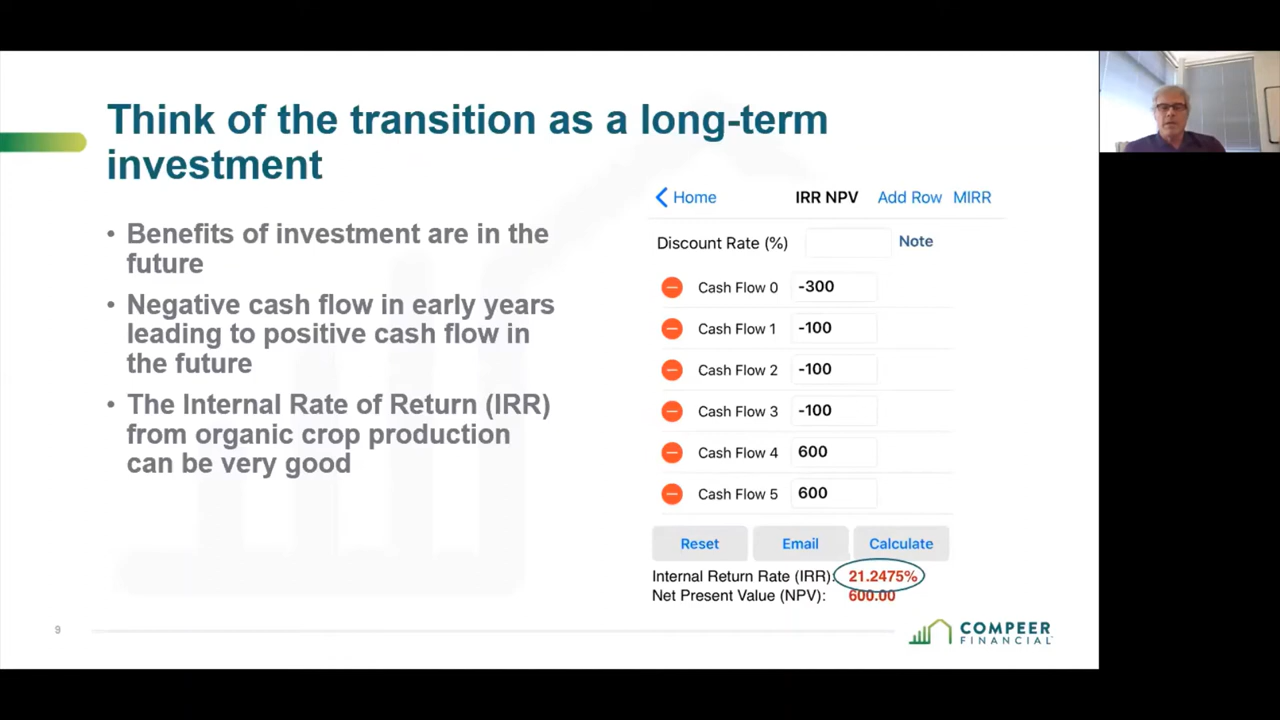 Think of the transition as a long-term
investment
• Benefits of investment are in the
future
• Negative cash flow in early years
leading to positive cash flow in
the future
• The Internal Rate of Return (IRR)
from organic crop production
can be very good
Home IRR NPV Add Row MIRR
Discount Rate (%) Note
Cash Flow 0 -300
Cash Flow 1 -100
Cash Flow 2 -100
Cash Flow 3 -100
Cash Flow 4 600
Cash Flow 5 600
Reset Email Calculate
Internal Return Rate (IRR): 21.2475%
Net Present Value (NPV): 600.00
9
COMPEER
FINANCIAL